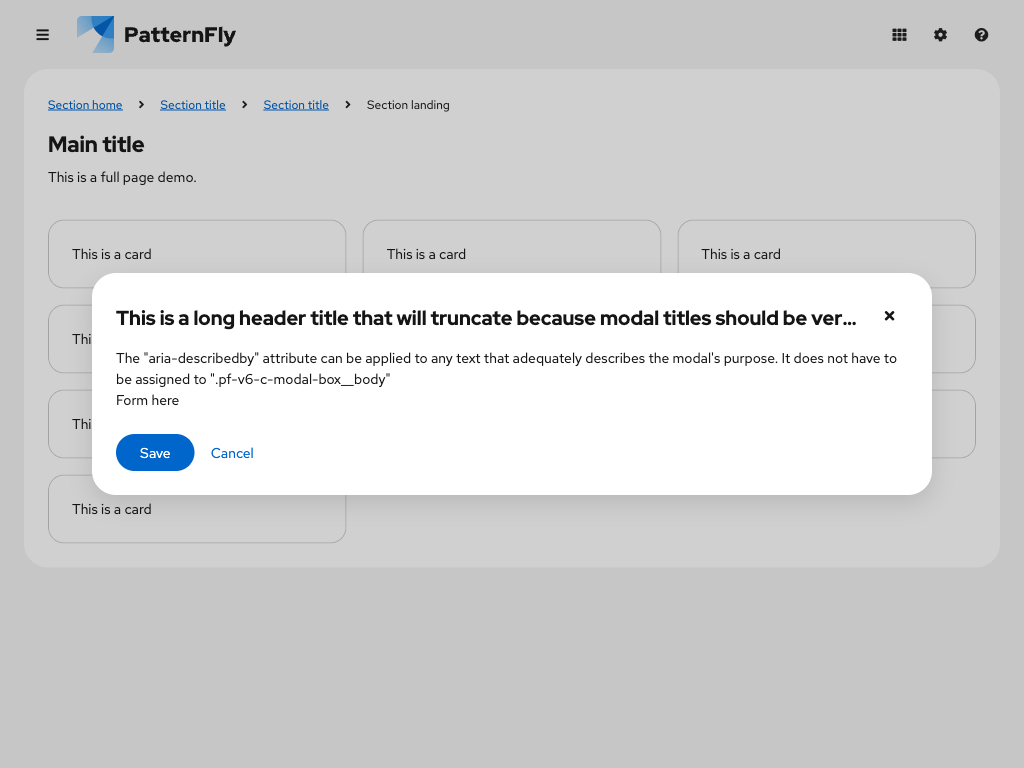 PatternFly
Section home
Section title
Section title
Section landing
Main title
This is a full page demo.
This is a card
This is a card
This is a card
This is a long header title that will truncate because modal titles should be ver...
The "aria-describedby" attribute can be applied to any text that adequately describes the modal's purpose. It does not have to
be assigned to ".pf-v6-c-modal-box__body"
Form here
Save
Cancel
This is a card